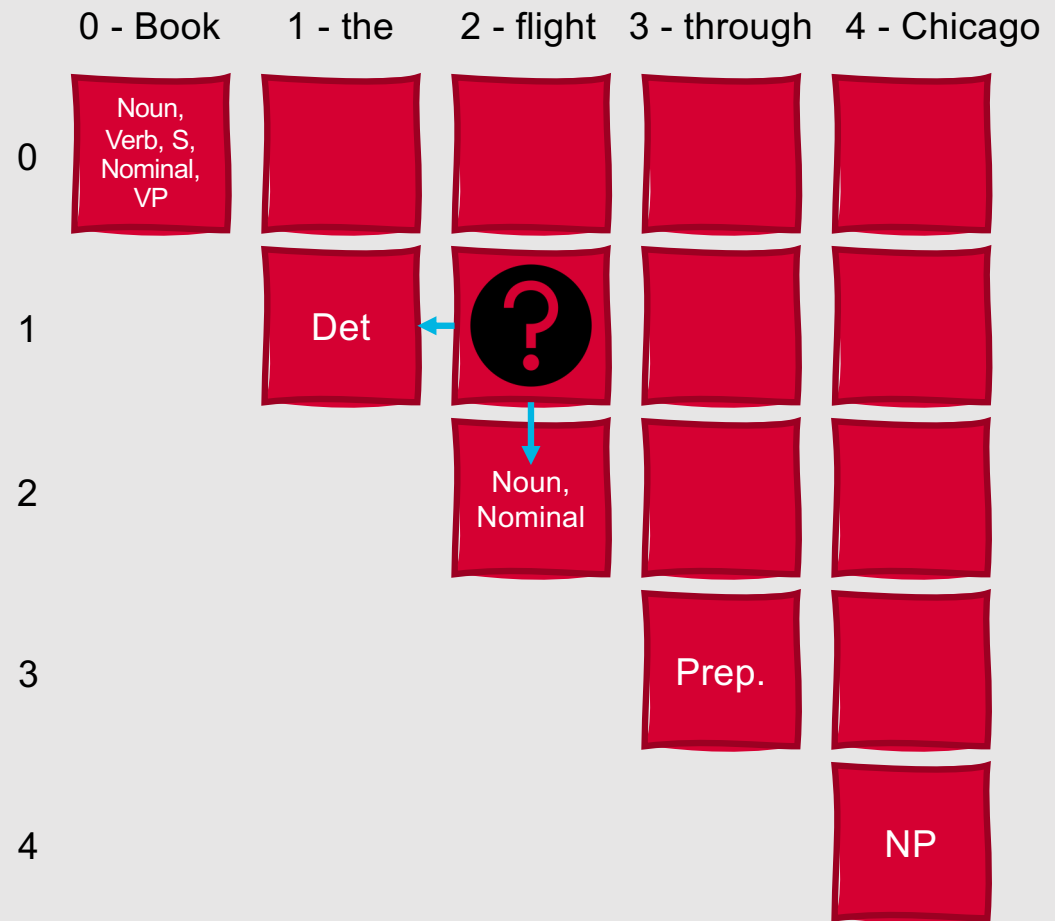 0 - Book 1 - the 2 - flight 3 - through 4 - Chicago
0
Noun,
Verb, S,
Nominal,
VP
1
Det
?
2
Noun,
Nominal
3
Prep.
4
NP